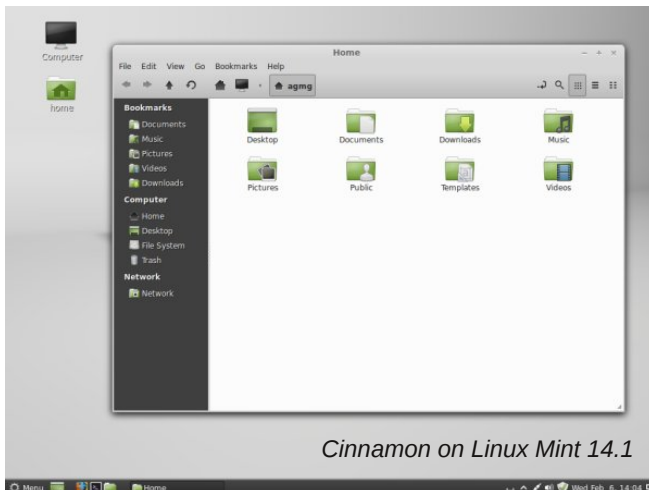 Computer
home
Home
File Edit View Go Bookmarks Help
agmg
Bookmarks
Documents
Music
Pictures
Videos
Downloads
Computer
Home
Desktop
File System
Trash
Network
Network
Desktop Documents Downloads Music
Pictures Public Templates Videos
Cinnamon on Linux Mint 14.1
Menu Home Wed Feb 6, 14:04